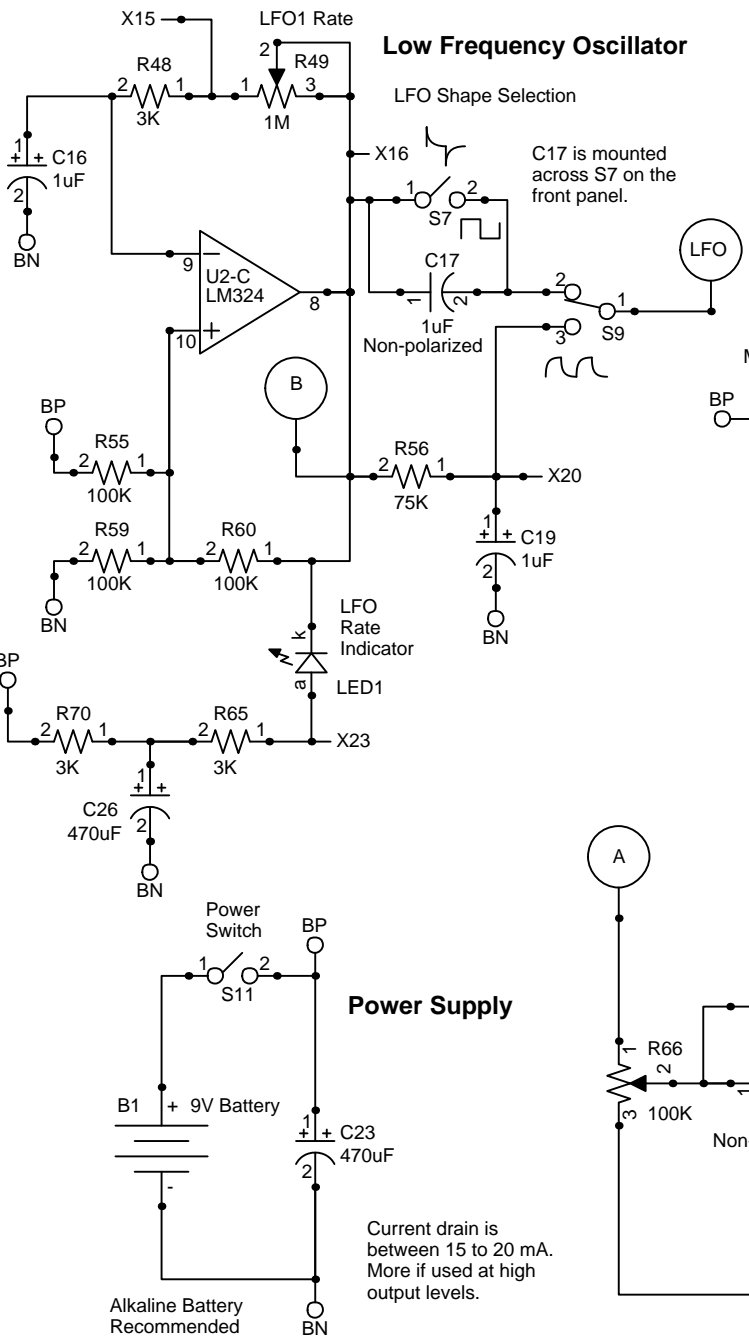 X15
LFO1 Rate
Low Frequency Oscillator
2
R48
R49
2 1 1 3
3K
1M
LFO Shape Selection
X16
C17 is mounted
across S7 on the
front panel.
1
+ +
C16
1uF
2
BN
1 2
S7
9
U2-C
LM324
8
10
C17
1 2
1uF
Non-polarized
LFO
2
1
3
S9
B
BP
BP
R55
2 1
100K
R56
2 1
75K
X20
R59
2 1
100K
R60
2 1
100K
BN
1
+ +
C19
1uF
2
BN
LFO
Rate
Indicator
k
a
LED1
BP
R70
2 1
3K
R65
2 1
3K
X23
1
+ +
C26
470uF
2
BN
A
Power
Switch
BP
1 2
S11
Power Supply
B1 + 9V Battery
-
1
+ +
C23
470uF
2
1
R66
2
3
100K
1
Non-
Current drain is
between 15 to 20 mA.
More if used at high
output levels.
Alkaline Battery
Recommended
BN